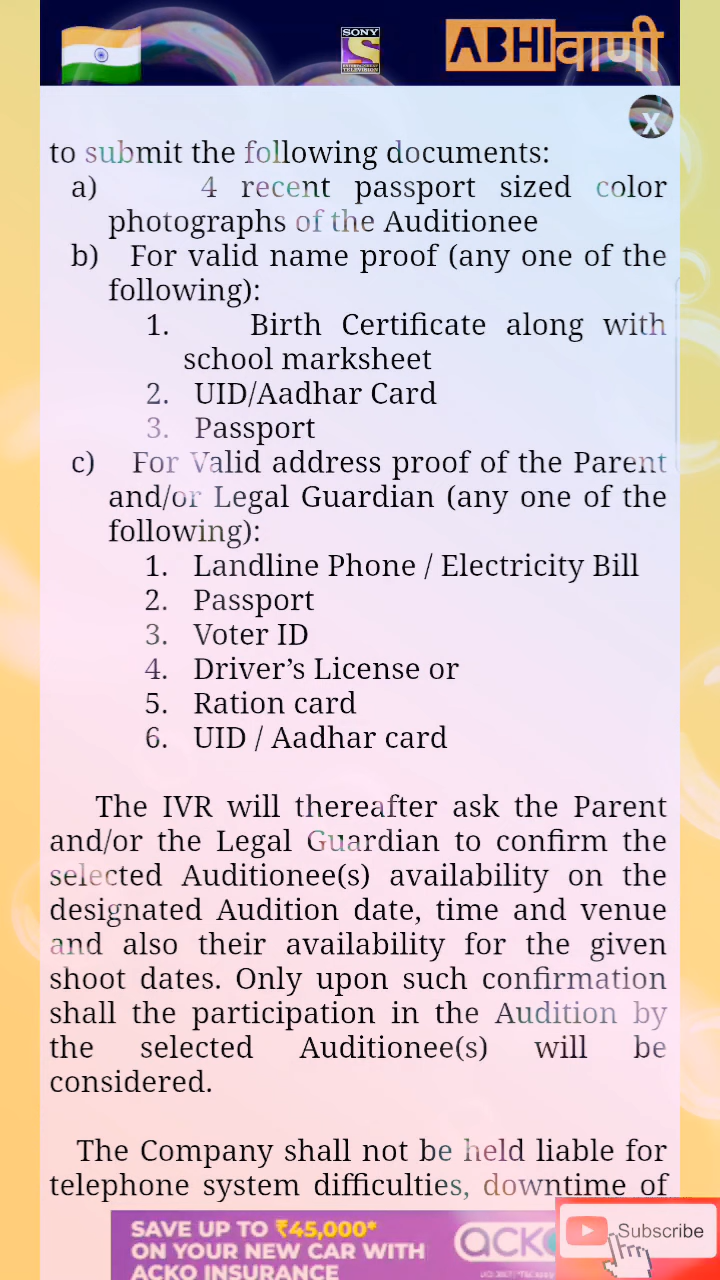 SONY
S
ENTERTAINMENT
TELEVISION
ABHIवाणी
X
to submit the following documents:
a) 4 recent passport sized color
photographs of the Auditionee
b) For valid name proof (any one of the
following):
1. Birth Certificate along with
school marksheet
2. UID/Aadhar Card
3. Passport
c) For Valid address proof of the Parent
and/or Legal Guardian (any one of the
following):
1. Landline Phone / Electricity Bill
2. Passport
3. Voter ID
4. Driver’s License or
5. Ration card
6. UID / Aadhar card
The IVR will thereafter ask the Parent
and/or the Legal Guardian to confirm the
selected Auditionee(s) availability on the
designated Audition date, time and venue
and also their availability for the given
shoot dates. Only upon such confirmation
shall the participation in the Audition by
the selected Auditionee(s) will be
considered.
The Company shall not be held liable for
telephone system difficulties, downtime of
SAVE UP TO ₹45,000*
ON YOUR NEW CAR WITH
ACKO INSURANCE
acko
Subscribe